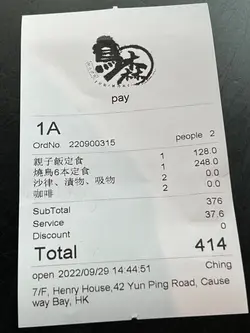 鳥森
pay
1A
OrdNo 220900315 people 2
親子飯定食 1 128.0
燒鳥6本定食 1 248.0
沙律、漬物、吸物 2 0.0
咖啡 2 0.0
SubTotal 376
Service 37.6
Discount 0
Total 414
open 2022/09/29 14:44:51 Ching
7/F, Henry House,42 Yun Ping Road, Cause
way Bay, HK